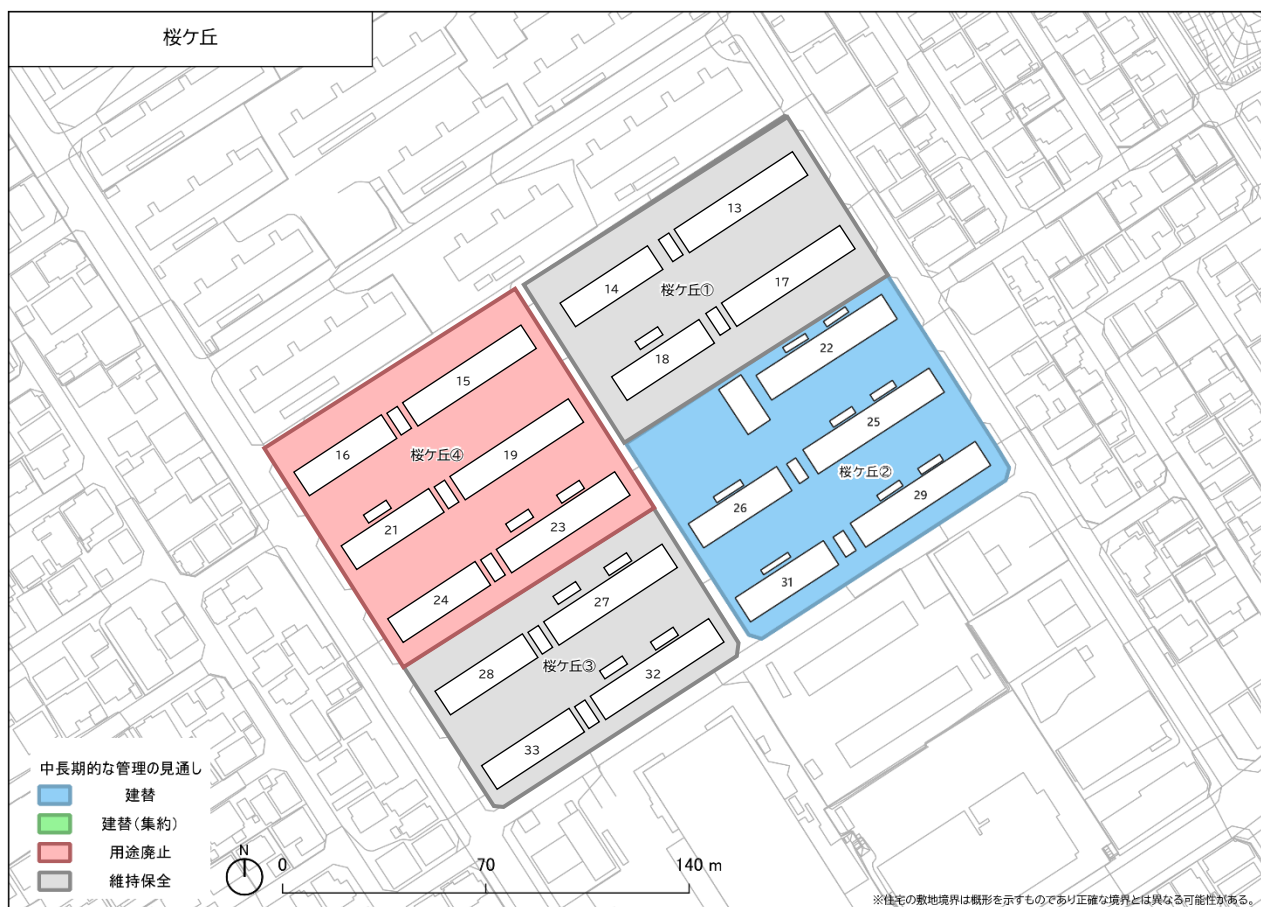 桜ケ丘
13
14
桜ケ丘①
17
18
22
15
桜ケ丘④
19
16
25
桜ケ丘②
29
26
21
23
31
24
27
28
桜ケ丘③
32
33
中長期的な管理の見通し
建替
建替(集約)
用途廃止
維持保全
N
0 70 140 m
※住宅の敷地境界は概形を示すものであり正確な境界とは異なる可能性がある。